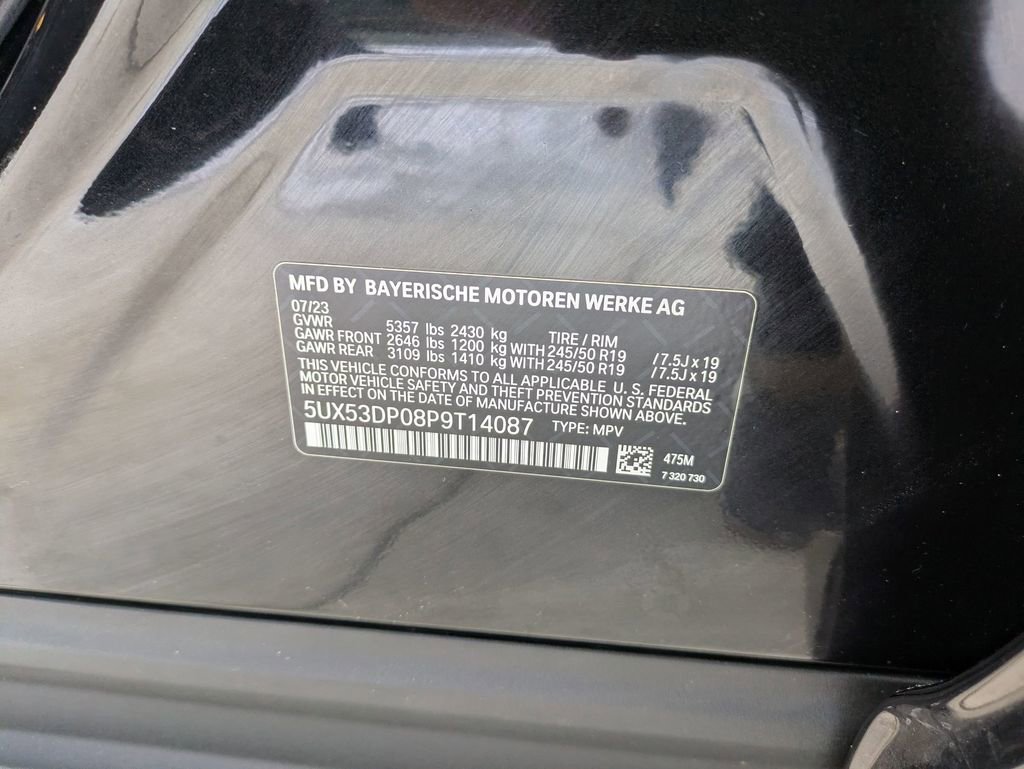 MFD BY BAYERISCHE MOTOREN WERKE AG
07/23
GVWR 5357 lbs 2430 kg TIRE / RIM
GAWR FRONT 2646 lbs 1200 kg WITH 245/50 R19 / 7.5J x 19
GAWR REAR 3109 lbs 1410 kg WITH 245/50 R19 / 7.5J x 19
THIS VEHICLE CONFORMS TO ALL APPLICABLE U. S. FEDERAL
MOTOR VEHICLE SAFETY AND THEFT PREVENTION STANDARDS
IN EFFECT ON THE DATE OF MANUFACTURE SHOWN ABOVE.
5UX53DP08P9T14087 TYPE: MPV
475M
7 320 730